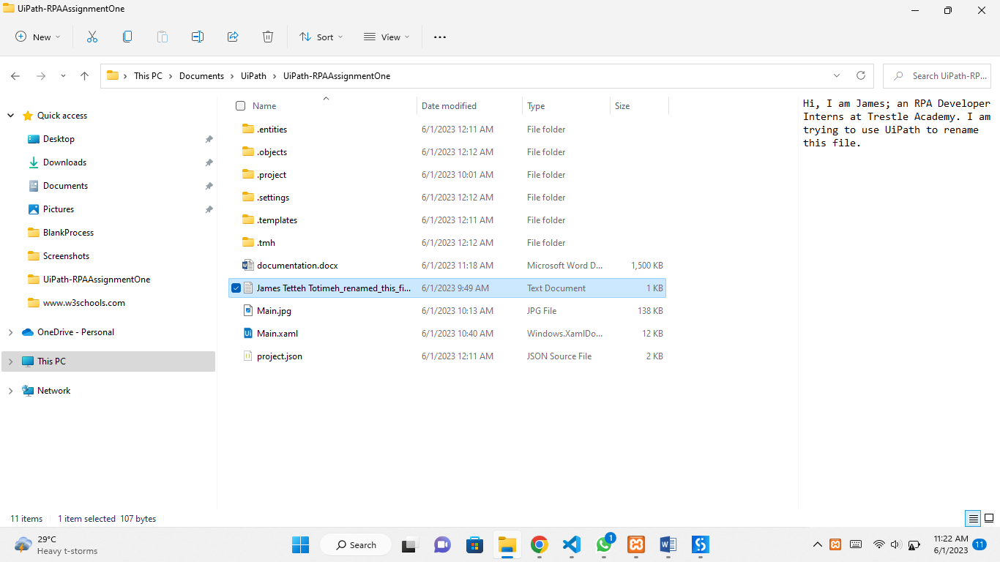 UiPath-RPAAssignmentOne
New
Sort
View
This PC
Documents
UiPath
UiPath-RPAAssignmentOne
Search UiPath-RP...
Quick access
Desktop
Downloads
Documents
Pictures
BlankProcess
Screenshots
UiPath-RPAAssignmentOne
www.w3schools.com
OneDrive - Personal
This PC
Network
Name Date modified Type Size
.entities 6/1/2023 12:11 AM File folder
.objects 6/1/2023 12:12 AM File folder
.project 6/1/2023 10:01 AM File folder
.settings 6/1/2023 12:12 AM File folder
.templates 6/1/2023 12:11 AM File folder
.tmh 6/1/2023 12:12 AM File folder
documentation.docx 6/1/2023 11:18 AM Microsoft Word D... 1,500 KB
James Tetteh Totimeh_renamed_this_fi... 6/1/2023 9:49 AM Text Document 1 KB
Main.jpg 6/1/2023 10:13 AM JPG File 138 KB
Main.xaml 6/1/2023 10:40 AM Windows.XamlDo... 12 KB
project.json 6/1/2023 12:11 AM JSON Source File 2 KB
Hi, I am James; an RPA Developer
Interns at Trestle Academy. I am
trying to use UiPath to rename
this file.
11 items 1 item selected 107 bytes
29°C
Heavy t-storms
Search
1
11:22 AM
6/1/2023
11